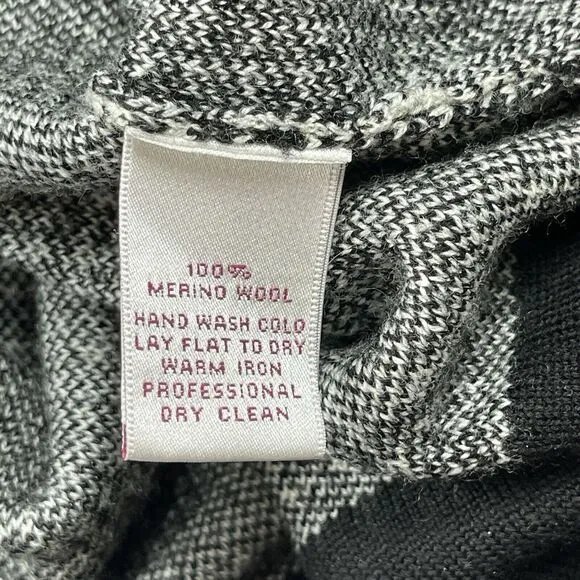 100%
MERINO WOOL
HAND WASH COLD
LAY FLAT TO DRY
WARM IRON
PROFESSIONAL
DRY CLEAN